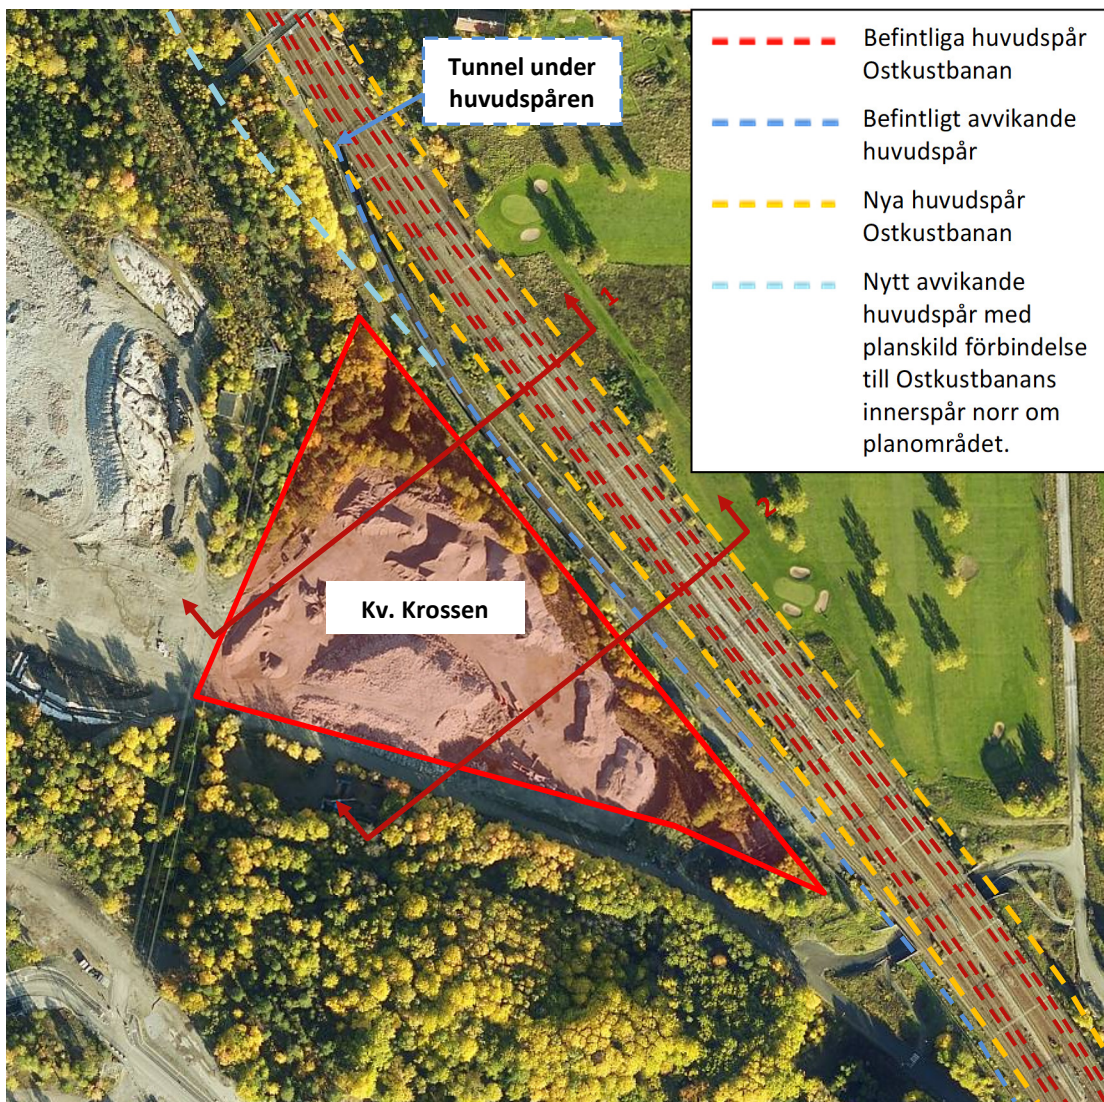 Tunnel under
huvudspåren
Befintliga huvudspår
Ostkustbanan
Befintligt avvikande
huvudspår
Nya huvudspår
Ostkustbanan
Nytt avvikande
huvudspår med
planskild förbindelse
till Ostkustbanans
innerspår norr om
planområdet.
1
2
Kv. Krossen